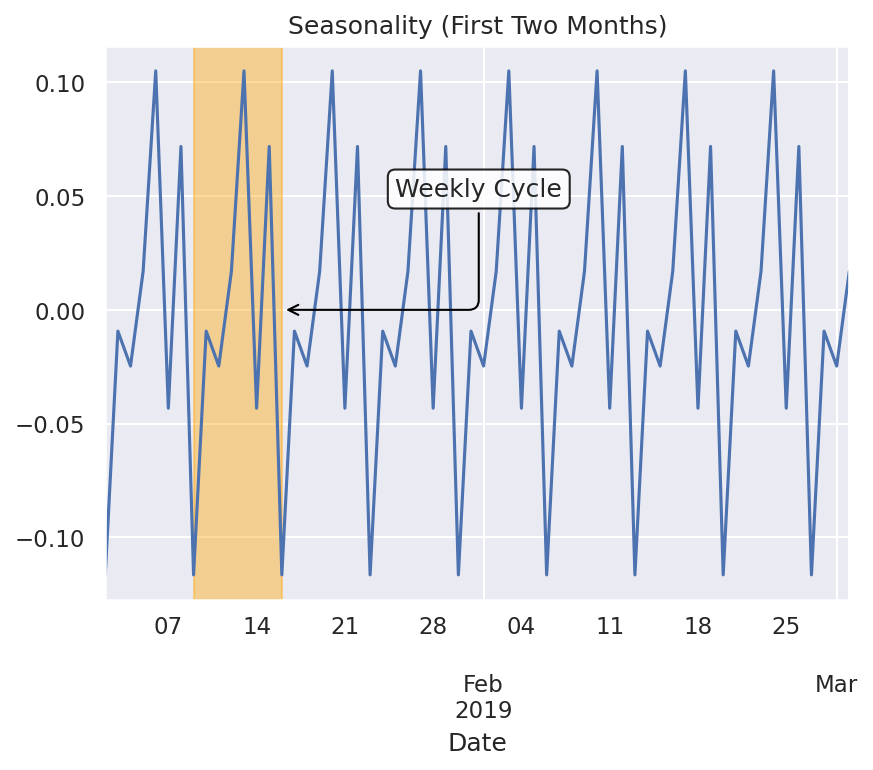 Seasonality (First Two Months)
0.10
0.05
0.00
−0.05
−0.10
Weekly Cycle
07 14 21 28 04 11 18 25
Feb Mar
2019
Date